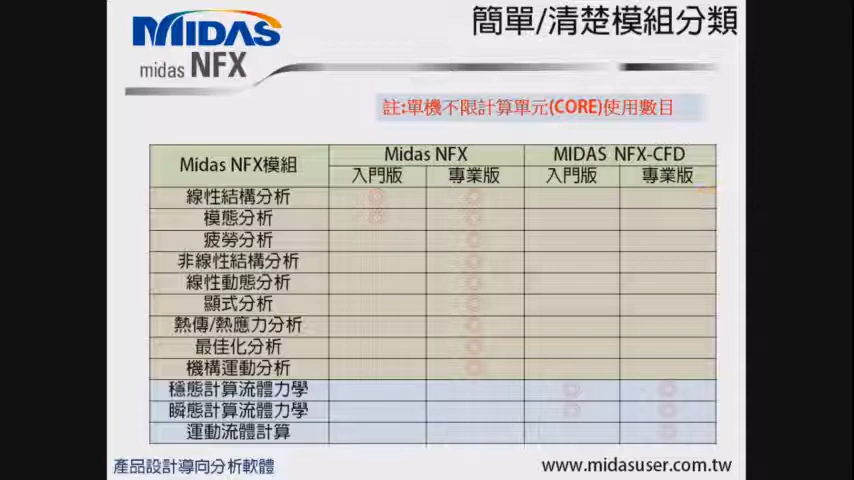 MIDAS
midas NFX
簡單/清楚模組分類
註:單機不限計算單元(CORE)使用數目
Midas NFX模組
Midas NFX
MIDAS NFX-CFD
入門版
專業版
入門版
專業版
線性結構分析
◎
◎
模態分析
◎
◎
疲勞分析
◎
非線性結構分析
◎
線性動態分析
◎
顯式分析
◎
熱傳/熱應力分析
◎
最佳化分析
◎
機構運動分析
◎
穩態計算流體力學
◎
◎
瞬態計算流體力學
◎
◎
運動流體計算
◎
產品設計導向分析軟體
www.midasuser.com.tw